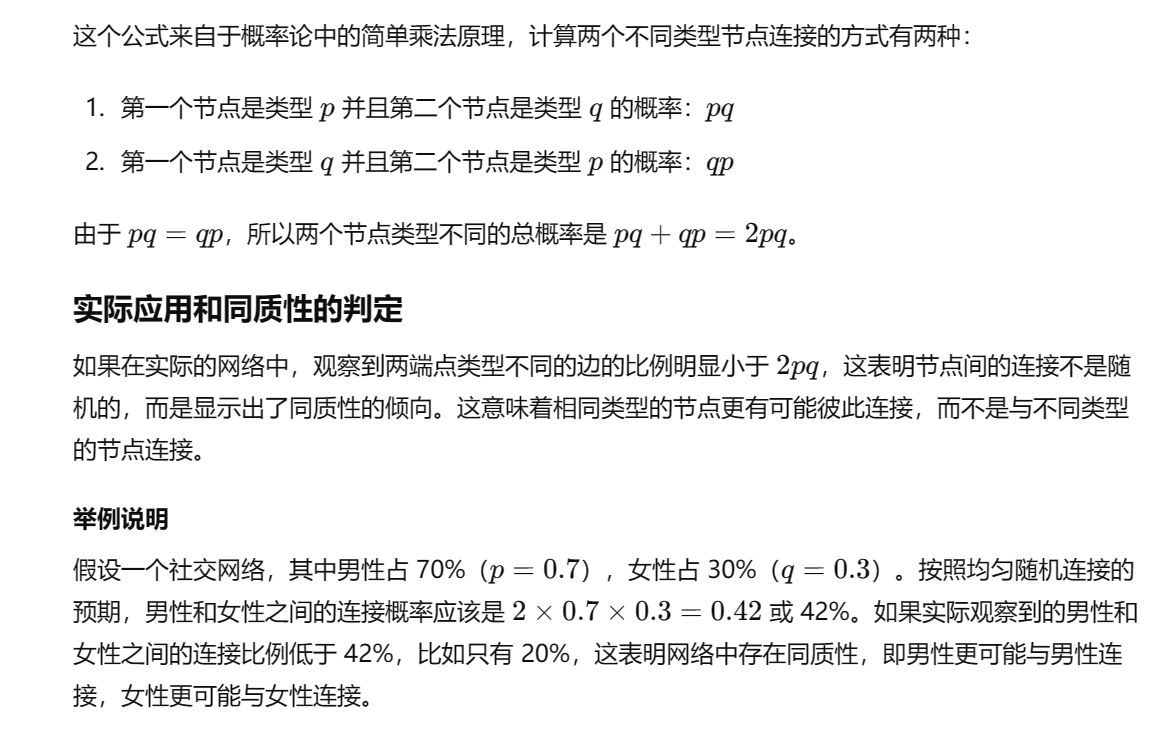 这个公式来自于概率论中的简单乘法原理，计算两个不同类型节点连接的方式有两种：
1. 第一个节点是类型 p 并且第二个节点是类型 q 的概率：pq
2. 第一个节点是类型 q 并且第二个节点是类型 p 的概率：qp
由于 pq = qp，所以两个节点类型不同的总概率是 pq + qp = 2pq。
实际应用和同质性的判定
如果在实际的网络中，观察到两端点类型不同的边的比例明显小于 2pq，这表明节点间的连接不是随
机的，而是显示出了同质性的倾向。这意味着相同类型的节点更有可能彼此连接，而不是与不同类型
的节点连接。
举例说明
假设一个社交网络，其中男性占 70%（p = 0.7），女性占 30%（q = 0.3）。按照均匀随机连接的
预期，男性和女性之间的连接概率应该是 2 × 0.7 × 0.3 = 0.42 或 42%。如果实际观察到的男性和
女性之间的连接比例低于 42%，比如只有 20%，这表明网络中存在同质性，即男性更可能与男性连
接，女性更可能与女性连接。